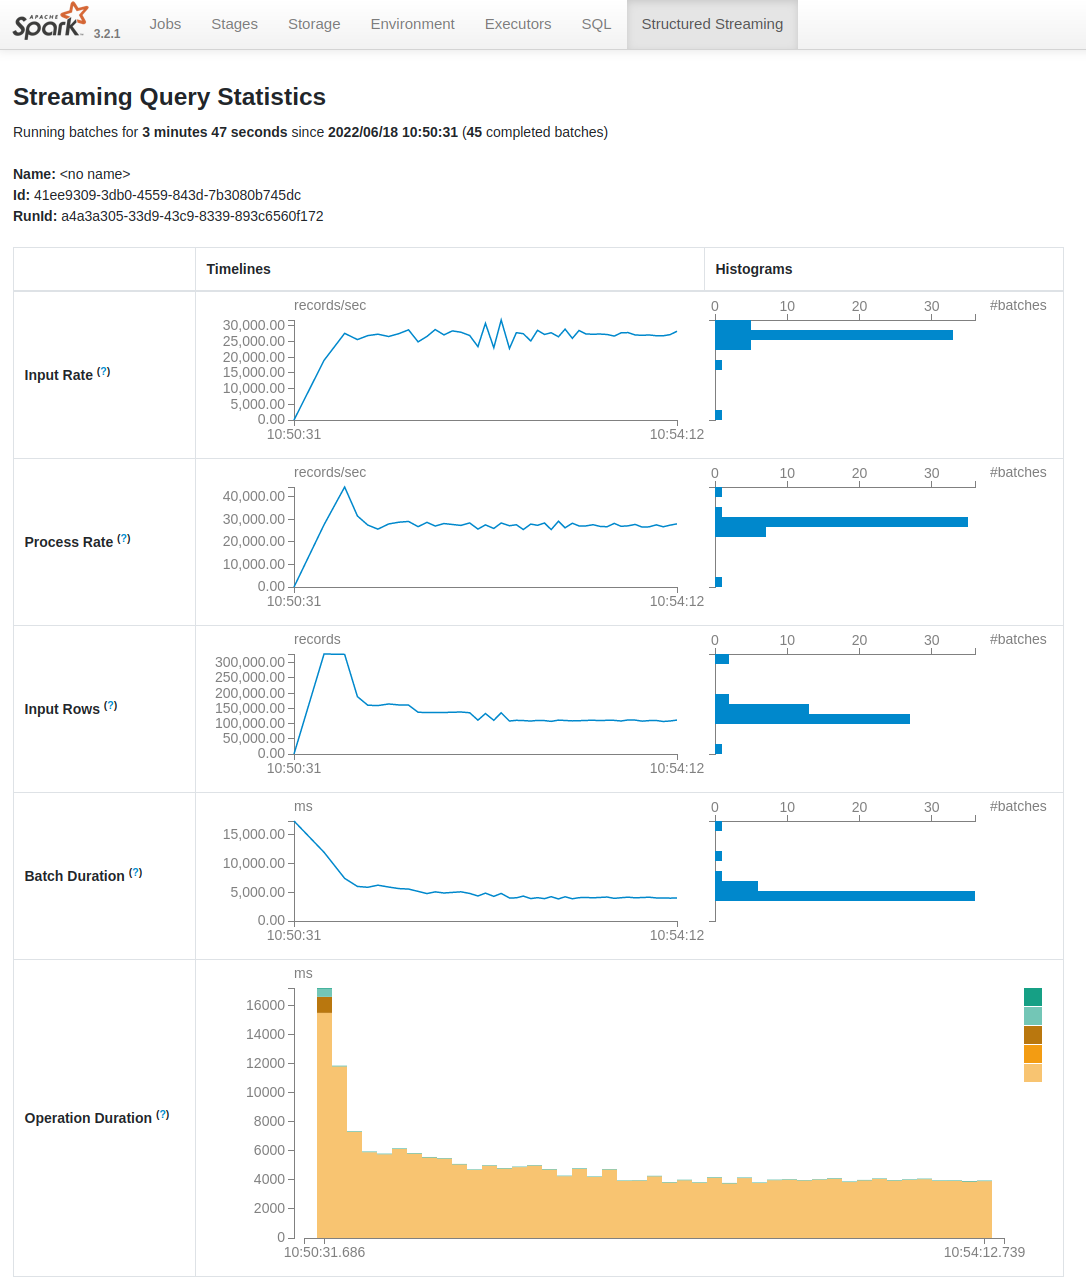 APACHE
Spark 3.2.1 Jobs Stages Storage Environment Executors SQL Structured Streaming
Streaming Query Statistics
Running batches for 3 minutes 47 seconds since 2022/06/18 10:50:31 (45 completed batches)
Name: <no name>
Id: 41ee9309-3db0-4559-843d-7b3080b745dc
RunId: a4a3a305-33d9-43c9-8339-893c6560f172
Timelines Histograms
Input Rate (?)
records/sec
30,000.00
25,000.00
20,000.00
15,000.00
10,000.00
5,000.00
0.00
10:50:31 10:54:12
0 10 20 30 #batches
Process Rate (?)
records/sec
40,000.00
30,000.00
20,000.00
10,000.00
0.00
10:50:31 10:54:12
0 10 20 30 #batches
Input Rows (?)
records
300,000.00
250,000.00
200,000.00
150,000.00
100,000.00
50,000.00
0.00
10:50:31 10:54:12
0 10 20 30 #batches
Batch Duration (?)
ms
15,000.00
10,000.00
5,000.00
0.00
10:50:31 10:54:12
0 10 20 30 #batches
Operation Duration (?)
ms
16000
14000
12000
10000
8000
6000
4000
2000
0
10:50:31.686 10:54:12.739